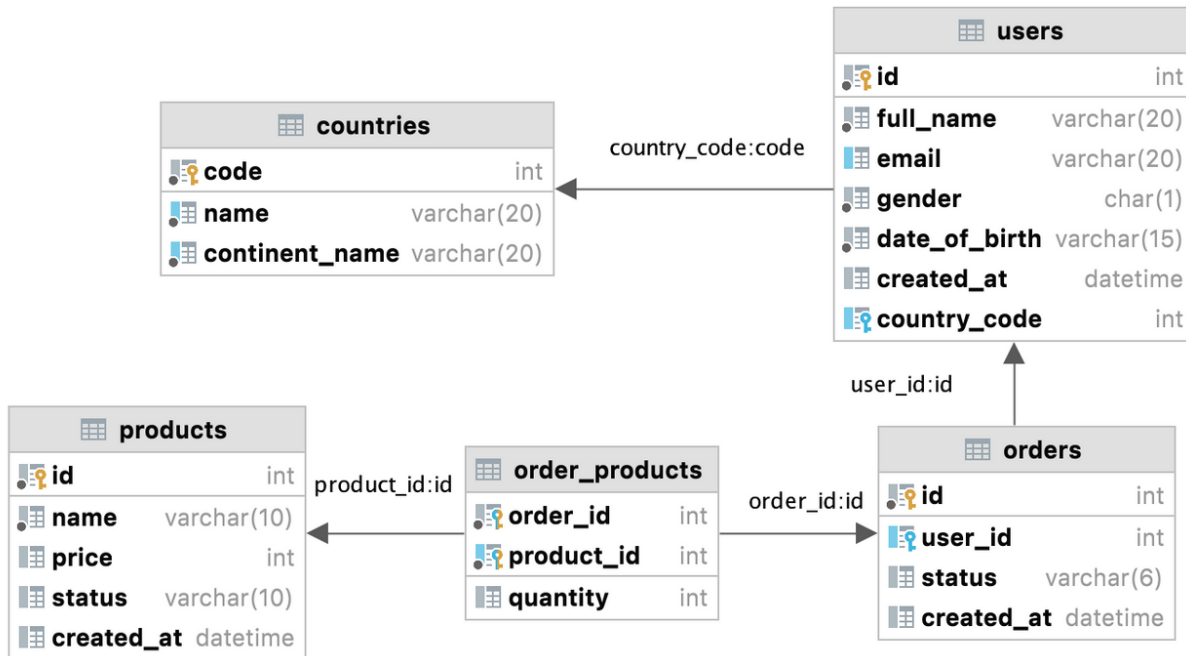 users
id int
full_name varchar(20)
email varchar(20)
gender char(1)
date_of_birth varchar(15)
created_at datetime
country_code int
countries
code int
name varchar(20)
continent_name varchar(20)
country_code:code
user_id:id
products
id int
name varchar(10)
price int
status varchar(10)
created_at datetime
product_id:id
order_products
order_id int
product_id int
quantity int
order_id:id
orders
id int
user_id int
status varchar(6)
created_at datetime